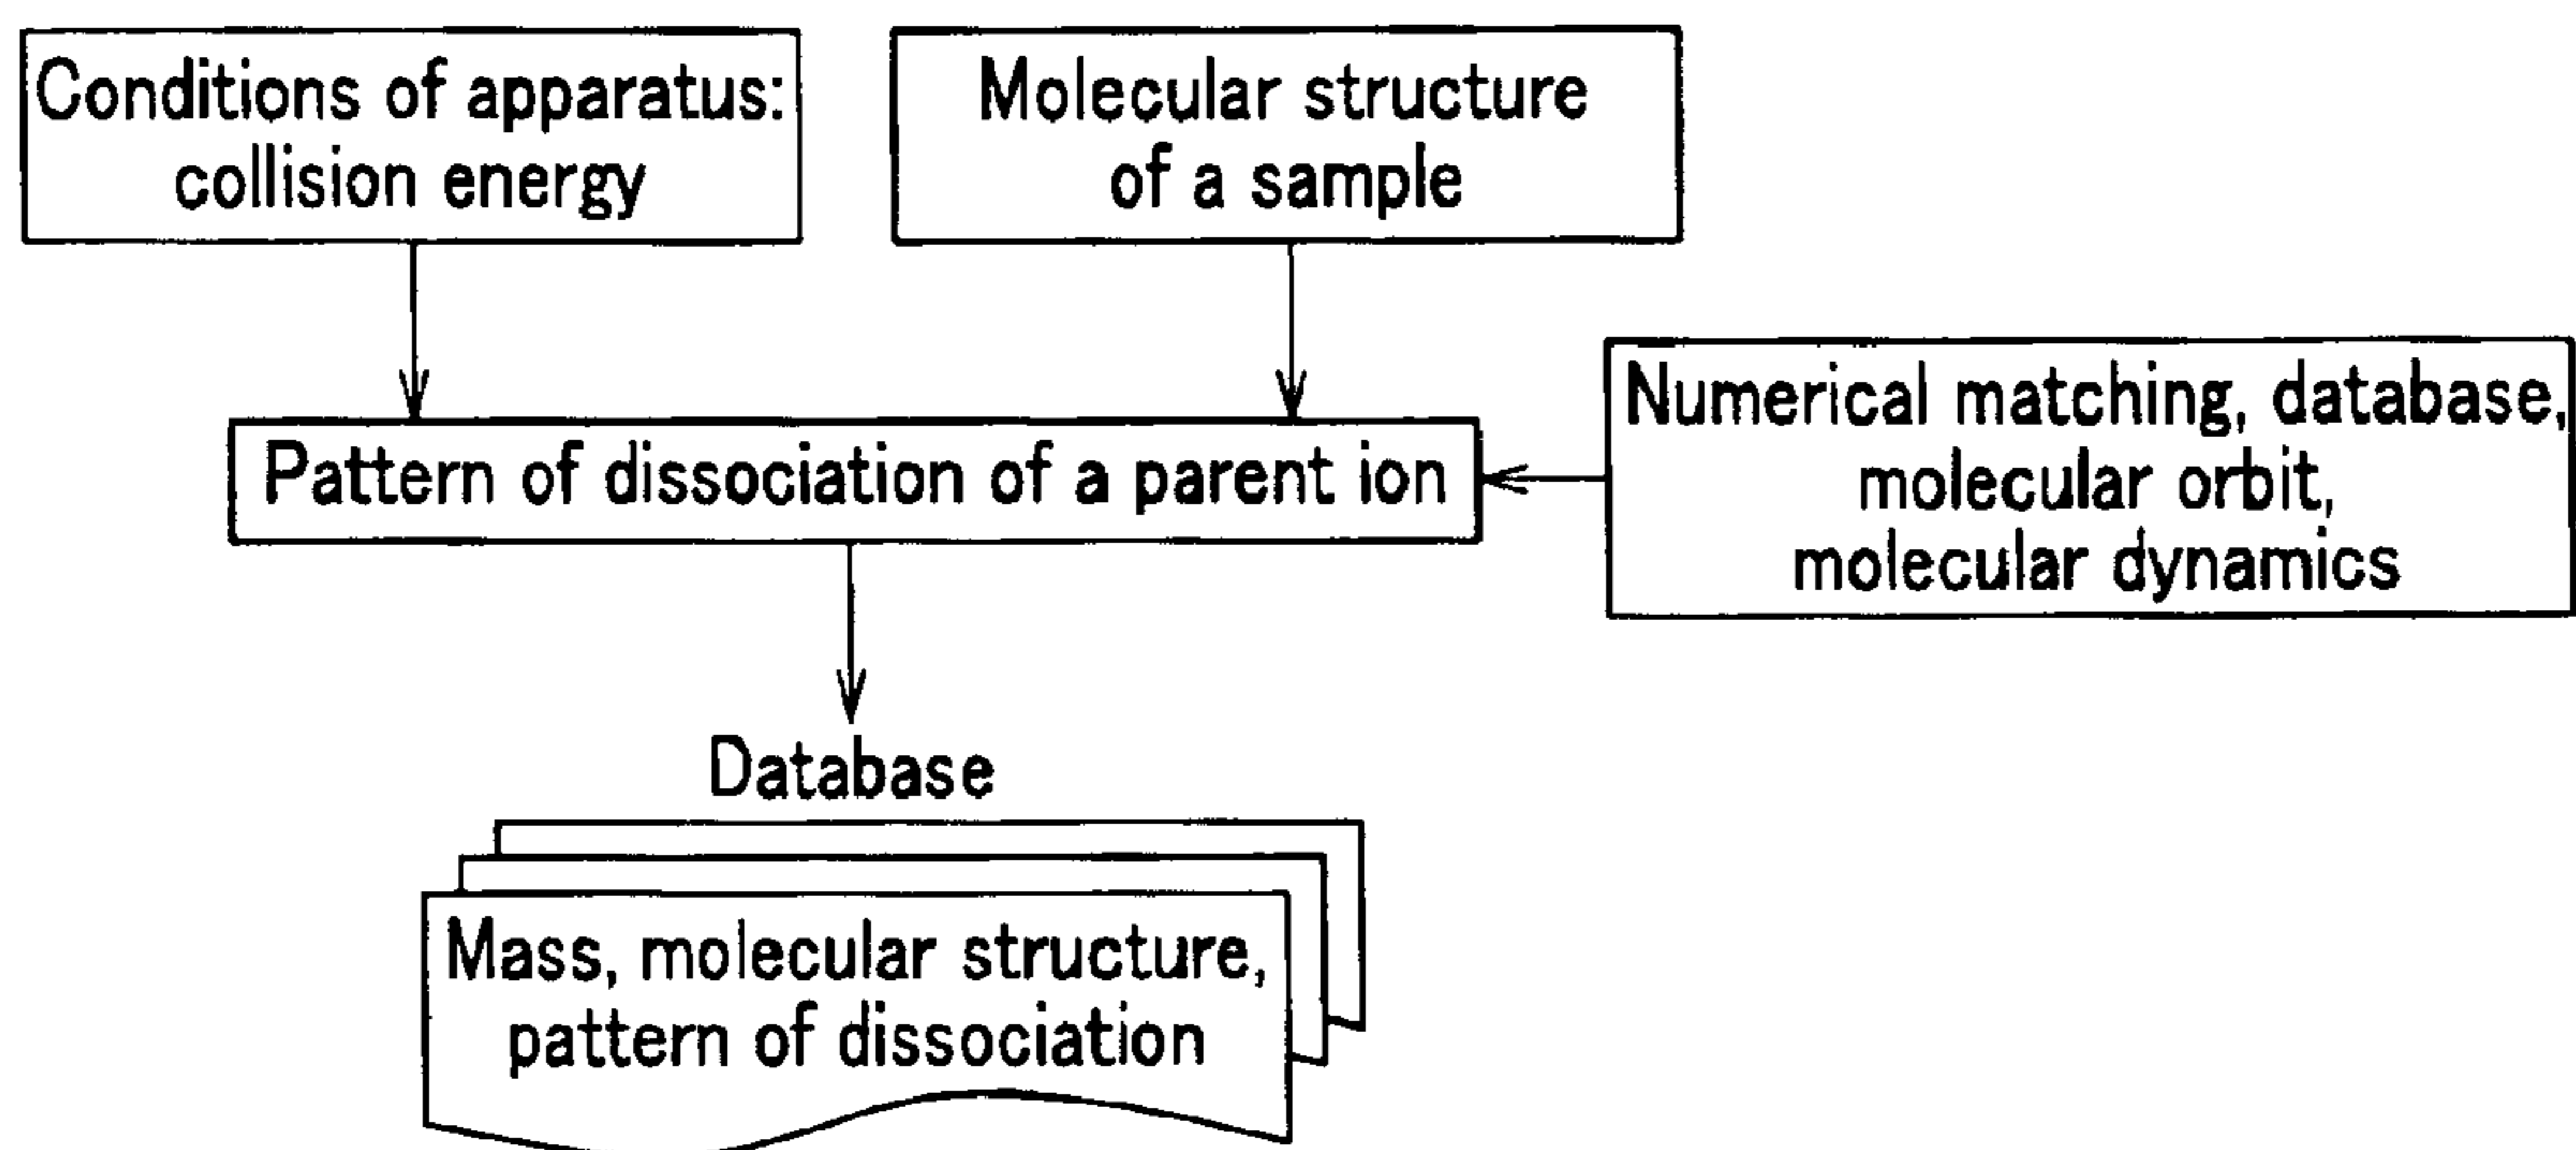 Conditions of apparatus:
collision energy
Molecular structure
of a sample
Numerical matching, database,
molecular orbit,
molecular dynamics
Pattern of dissociation of a parent ion
Database
Mass, molecular structure,
pattern of dissociation